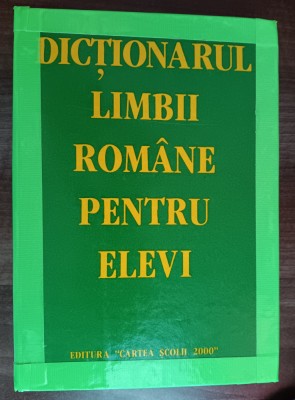 DICȚIONARUL
LIMBII
ROMÂNE
PENTRU
ELEVI
EDITURA "CARTEA ȘCOLII 2000"